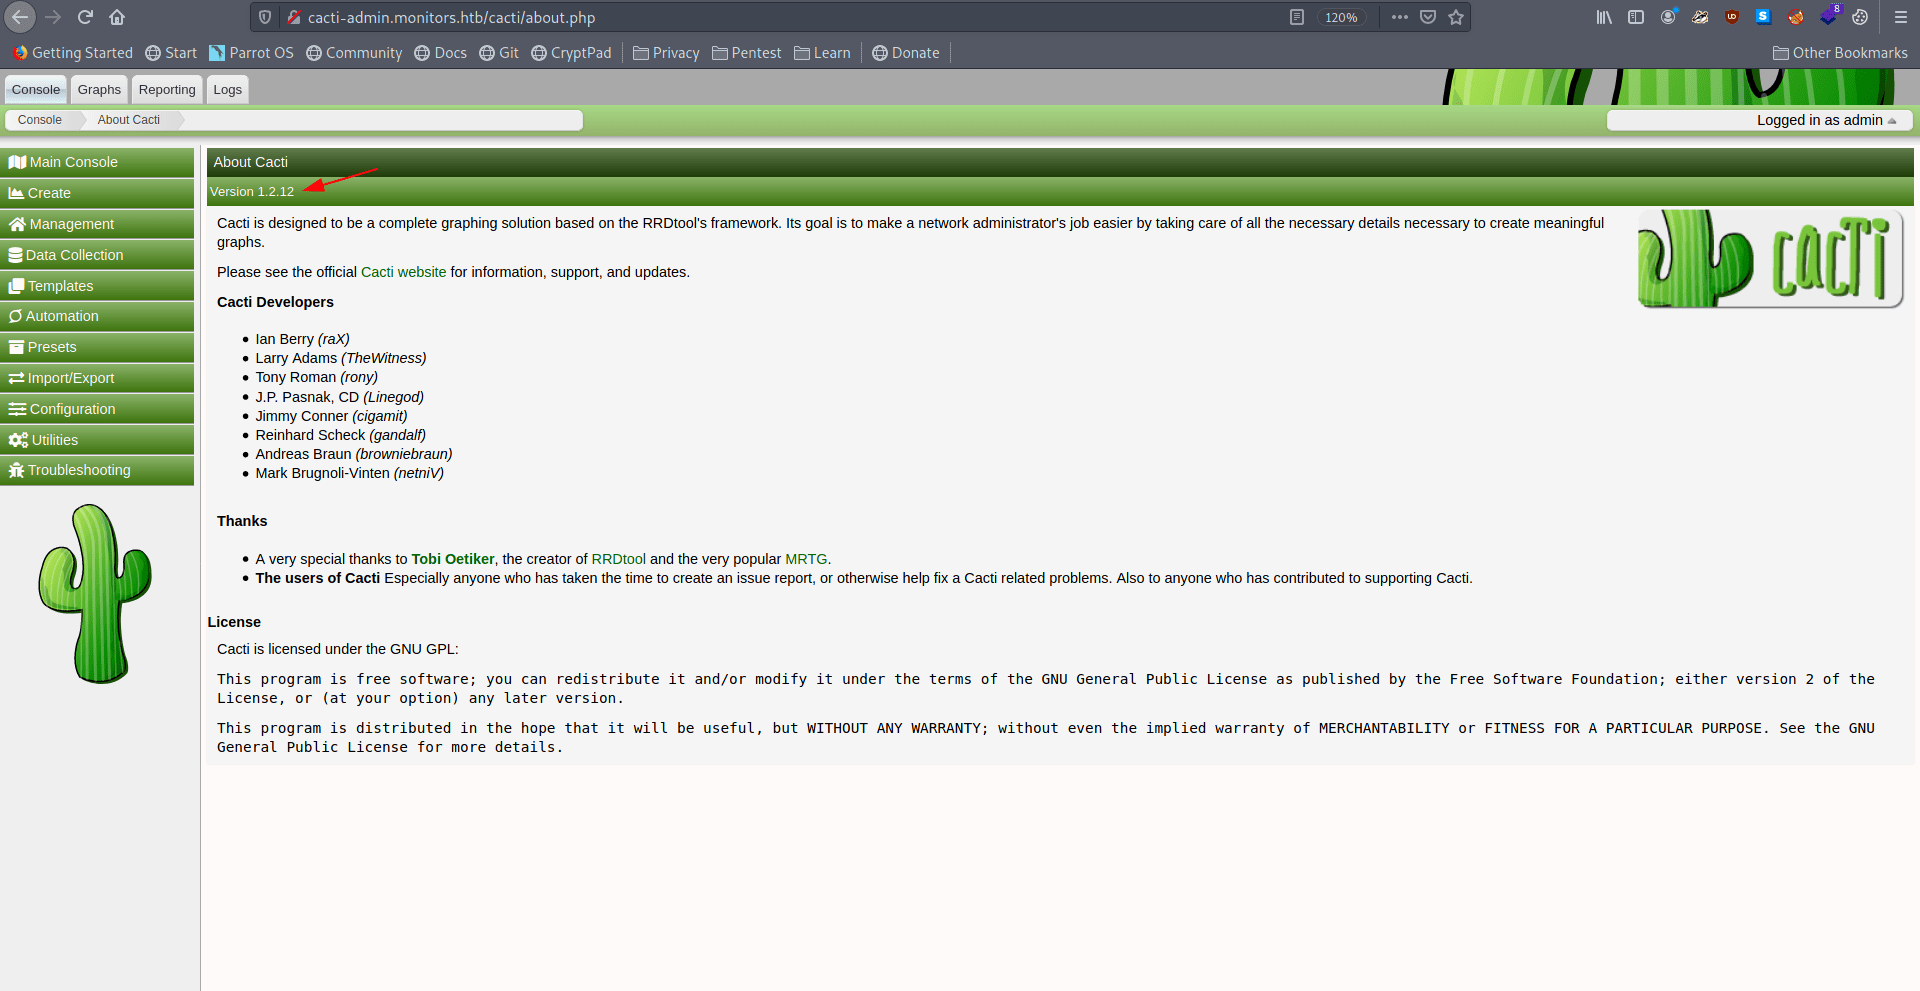 cacti-admin.monitors.htb/cacti/about.php 120% 8
Getting Started Start Parrot OS Community Docs Git CryptPad Privacy Pentest Learn Donate Other Bookmarks
Console Graphs Reporting Logs
Console About Cacti Logged in as admin
Main Console
Create
Management
Data Collection
Templates
Automation
Presets
Import/Export
Configuration
Utilities
Troubleshooting
About Cacti
Version 1.2.12
Cacti is designed to be a complete graphing solution based on the RRDtool's framework. Its goal is to make a network administrator's job easier by taking care of all the necessary details necessary to create meaningful
graphs.
cacti
Please see the official Cacti website for information, support, and updates.
Cacti Developers
Ian Berry (raX)
Larry Adams (TheWitness)
Tony Roman (rony)
J.P. Pasnak, CD (Linegod)
Jimmy Conner (cigamit)
Reinhard Scheck (gandalf)
Andreas Braun (browniebraun)
Mark Brugnoli-Vinten (netniV)
Thanks
A very special thanks to Tobi Oetiker, the creator of RRDtool and the very popular MRTG.
The users of Cacti Especially anyone who has taken the time to create an issue report, or otherwise help fix a Cacti related problems. Also to anyone who has contributed to supporting Cacti.
License
Cacti is licensed under the GNU GPL:
This program is free software; you can redistribute it and/or modify it under the terms of the GNU General Public License as published by the Free Software Foundation; either version 2 of the
License, or (at your option) any later version.
This program is distributed in the hope that it will be useful, but WITHOUT ANY WARRANTY; without even the implied warranty of MERCHANTABILITY or FITNESS FOR A PARTICULAR PURPOSE. See the GNU
General Public License for more details.